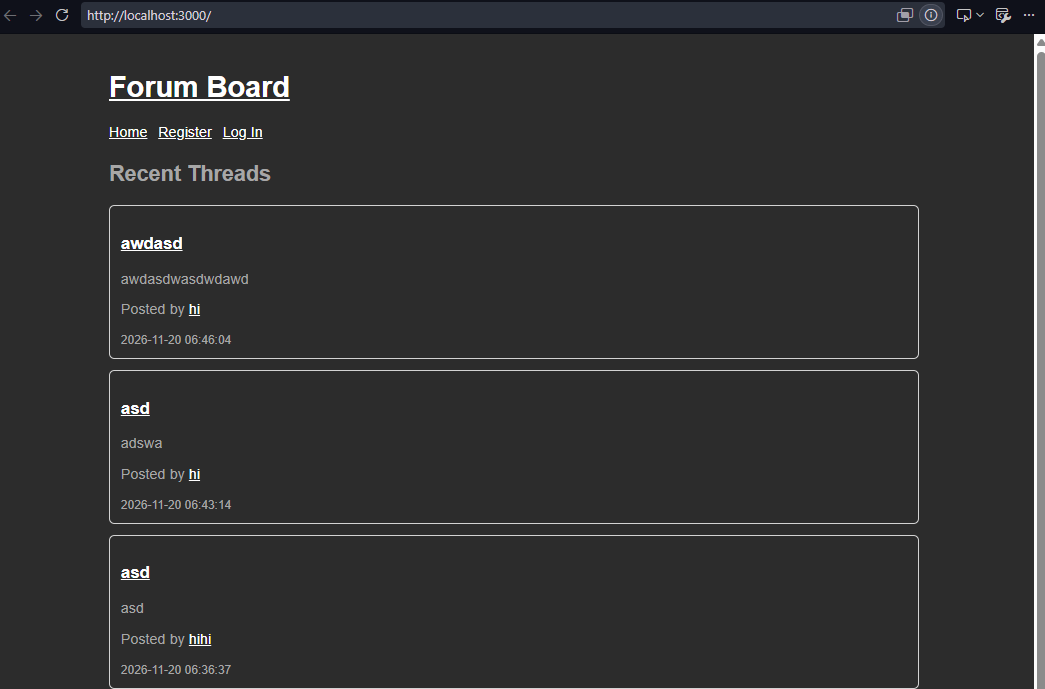 http://localhost:3000/
Forum Board
Home Register Log In
Recent Threads
awdasd
awdasdwasdwdawd
Posted by hi
2026-11-20 06:46:04
asd
adswa
Posted by hi
2026-11-20 06:43:14
asd
asd
Posted by hihi
2026-11-20 06:36:37